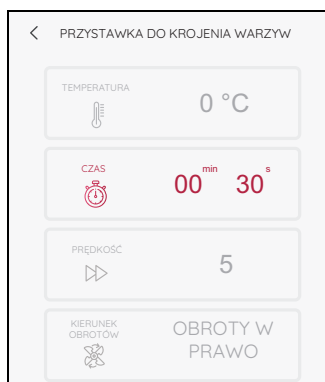 PRZYSTAWKA DO KROJENIA WARZYW
TEMPERATURA
0 °C
CZAS
00 min 30 s
PRĘDKOŚĆ
5
KIERUNEK
OBROTÓW
OBROTY W
PRAWO